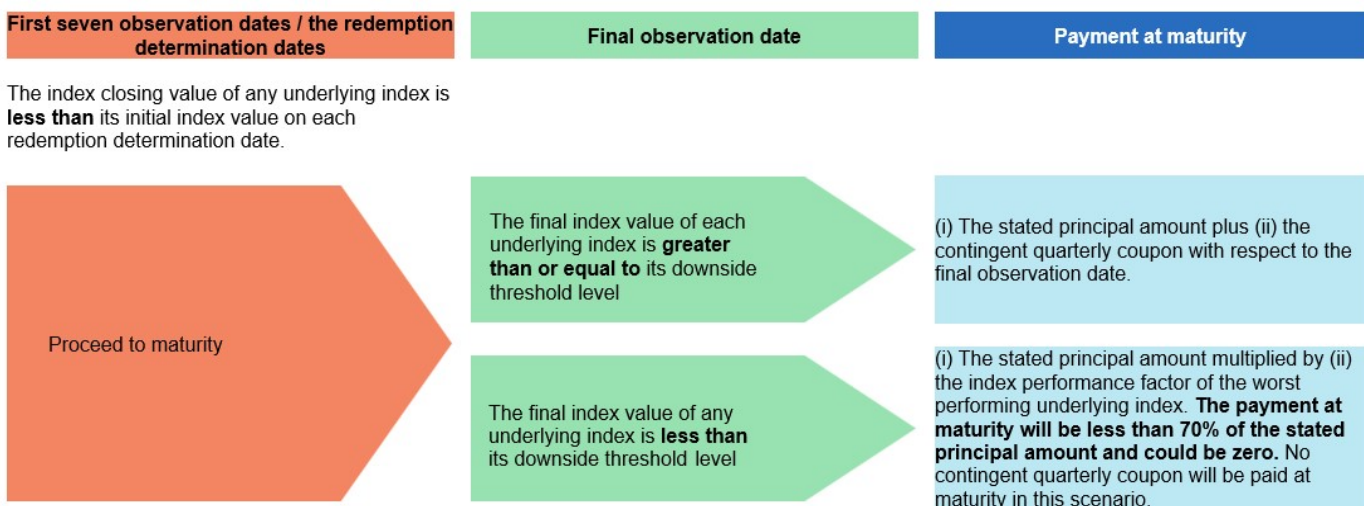 First seven observation dates / the redemption
determination dates
Final observation date
Payment at maturity
The index closing value of any underlying index is
less than its initial index value on each
redemption determination date.
Proceed to maturity
The final index value of each
underlying index is greater
than or equal to its downside
threshold level
(i) The stated principal amount plus (ii) the
contingent quarterly coupon with respect to the
final observation date.
The final index value of any
underlying index is less than
its downside threshold level
(i) The stated principal amount multiplied by (ii)
the index performance factor of the worst
performing underlying index. The payment at
maturity will be less than 70% of the stated
principal amount and could be zero. No
contingent quarterly coupon will be paid at
maturity in this scenario.